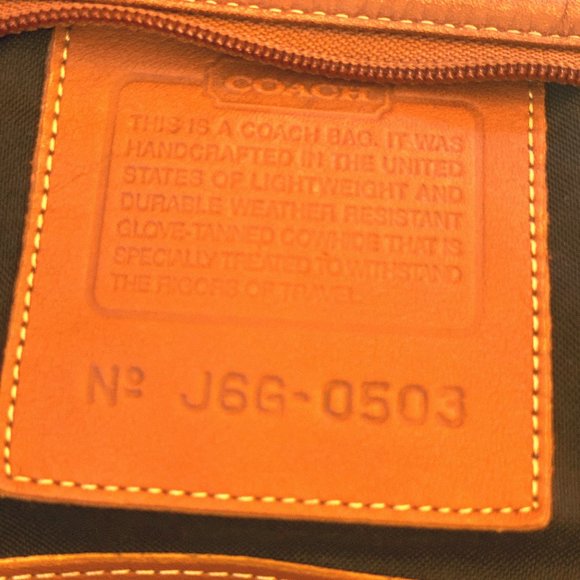 COACH
THIS IS A COACH BAG. IT WAS
HANDCRAFTED IN THE UNITED
STATES OF LIGHTWEIGHT AND
DURABLE WEATHER RESISTANT
GLOVE-TANNED COWHIDE THAT IS
SPECIALLY TREATED TO WITHSTAND
THE RIGORS OF TRAVEL.
Nº J6G-0503